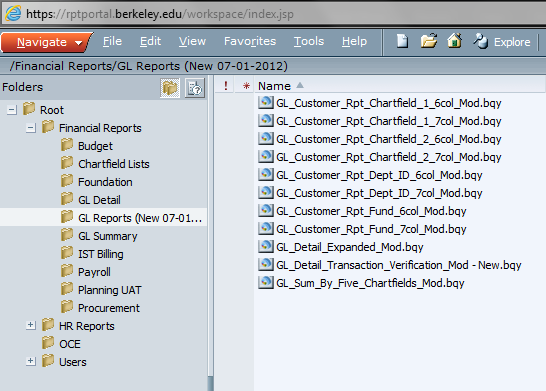 https://rptportal.berkeley.edu/workspace/index.jsp
Navigate File Edit View Favorites Tools Help Explore
/Financial Reports/GL Reports (New 07-01-2012)
Folders
! * Name
Root
Financial Reports
Budget
Chartfield Lists
Foundation
GL Detail
GL Reports (New 07-01...
GL Summary
IST Billing
Payroll
Planning UAT
Procurement
HR Reports
OCE
Users
GL_Customer_Rpt_Chartfield_1_6col_Mod.bqy
GL_Customer_Rpt_Chartfield_1_7col_Mod.bqy
GL_Customer_Rpt_Chartfield_2_6col_Mod.bqy
GL_Customer_Rpt_Chartfield_2_7col_Mod.bqy
GL_Customer_Rpt_Dept_ID_6col_Mod.bqy
GL_Customer_Rpt_Dept_ID_7col_Mod.bqy
GL_Customer_Rpt_Fund_6col_Mod.bqy
GL_Customer_Rpt_Fund_7col_Mod.bqy
GL_Detail_Expanded_Mod.bqy
GL_Detail_Transaction_Verification_Mod - New.bqy
GL_Sum_By_Five_Chartfields_Mod.bqy